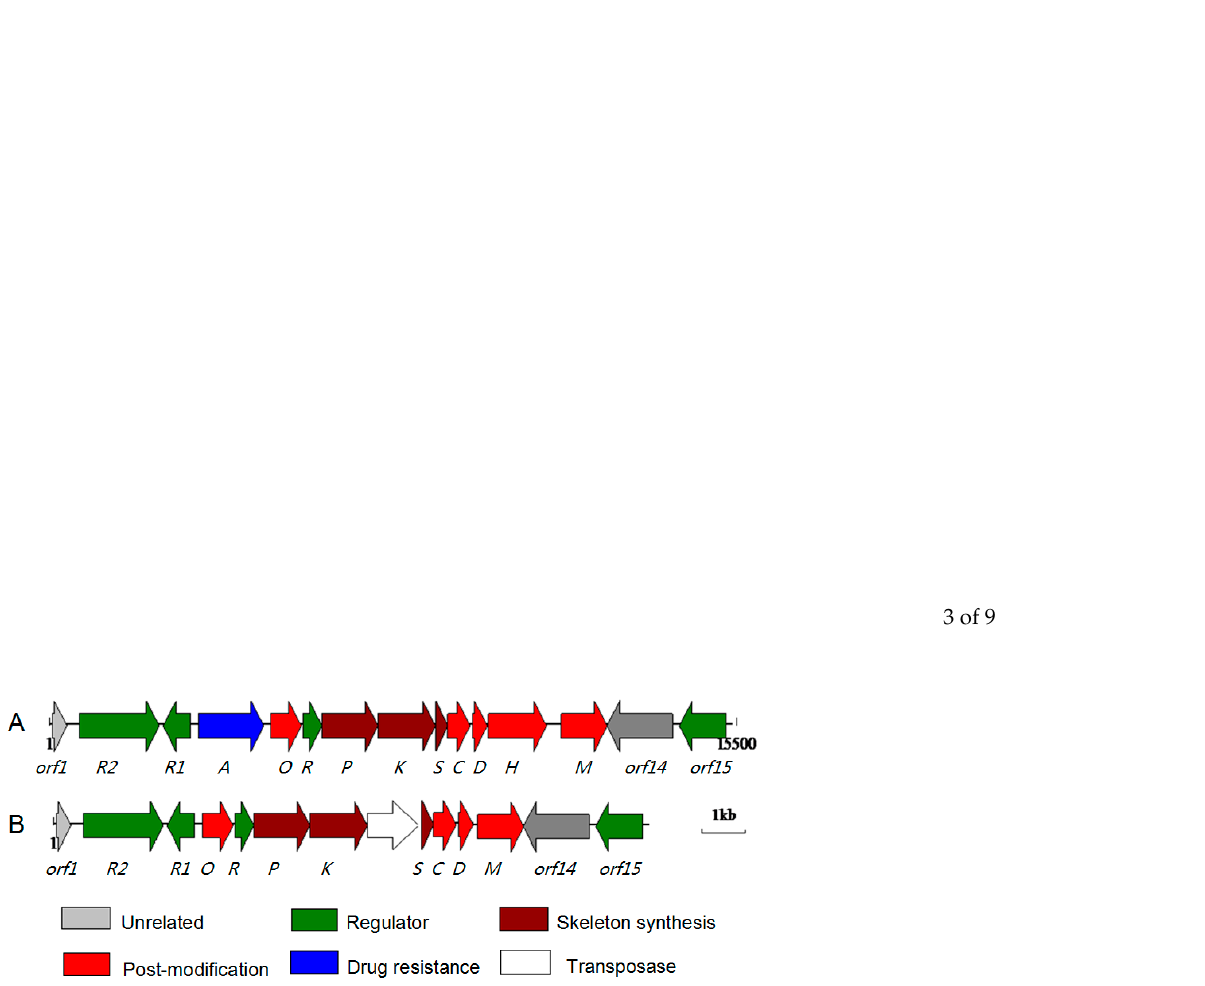 3 of 9
A
1 15500
orf1 R2 R1 A O R P K S C D H M orf14 orf15
B 1kb
1
orf1 R2 R1 O R P K S C D M orf14 orf15
Unrelated Regulator Skeleton synthesis
Post-modification Drug resistance Transposase